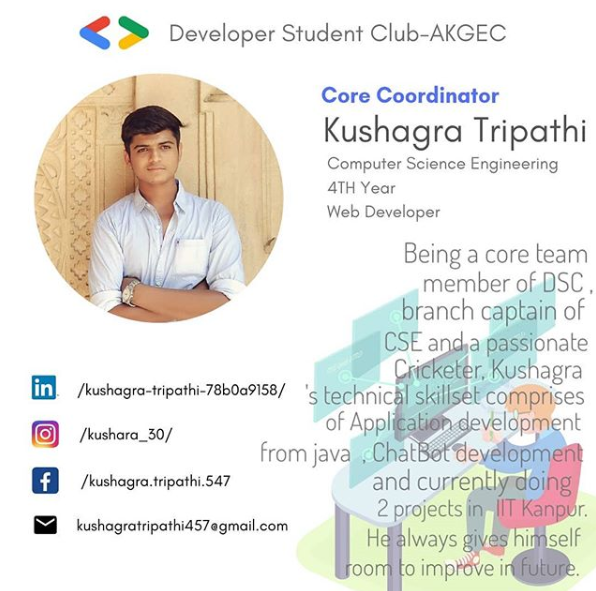 Developer Student Club-AKGEC
Core Coordinator
Kushagra Tripathi
Computer Science Engineering
4TH Year
Web Developer
Being a core team
member of DSC ,
branch captain of
CSE and a passionate
Cricketer, Kushagra
's technical skillset comprises
of Application development
from java , ChatBot development
and currently doing
2 projects in IIT Kanpur.
He always gives himself
room to improve in future.
in
/kushagra-tripathi-78b0a9158/
/kushara_30/
/kushagra.tripathi.547
kushagratripathi457@gmail.com